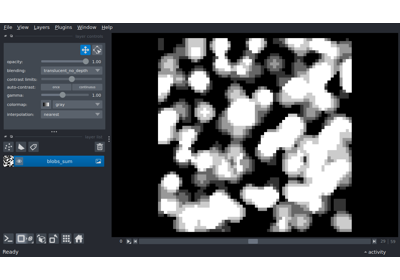 File View Layers Plugins Window Help
opacity: 1.00
blending: translucent_no_depth
contrast limits:
auto-contrast: once continuous
gamma: 1.00
colormap: gray
interpolation: nearest
blobs_sum
Ready
activity